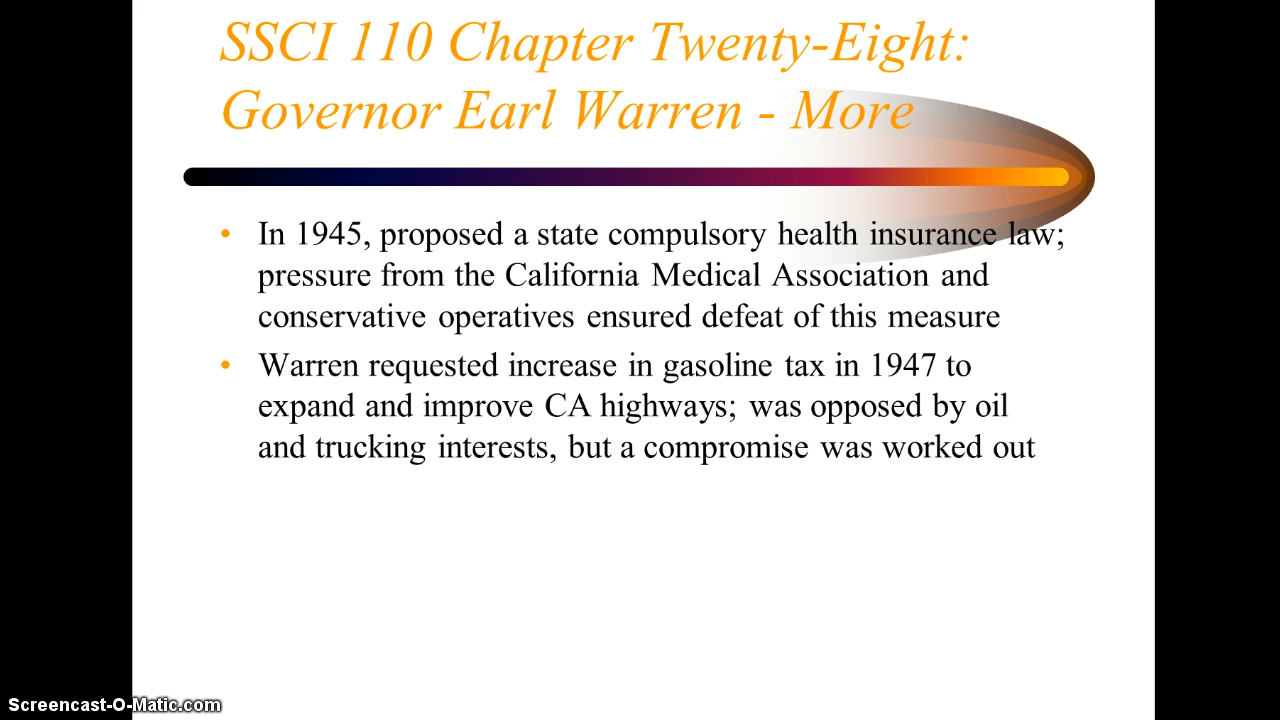 SSCI 110 Chapter Twenty-Eight:
Governor Earl Warren - More
• In 1945, proposed a state compulsory health insurance law;
pressure from the California Medical Association and
conservative operatives ensured defeat of this measure
• Warren requested increase in gasoline tax in 1947 to
expand and improve CA highways; was opposed by oil
and trucking interests, but a compromise was worked out
Screencast-O-Matic.com